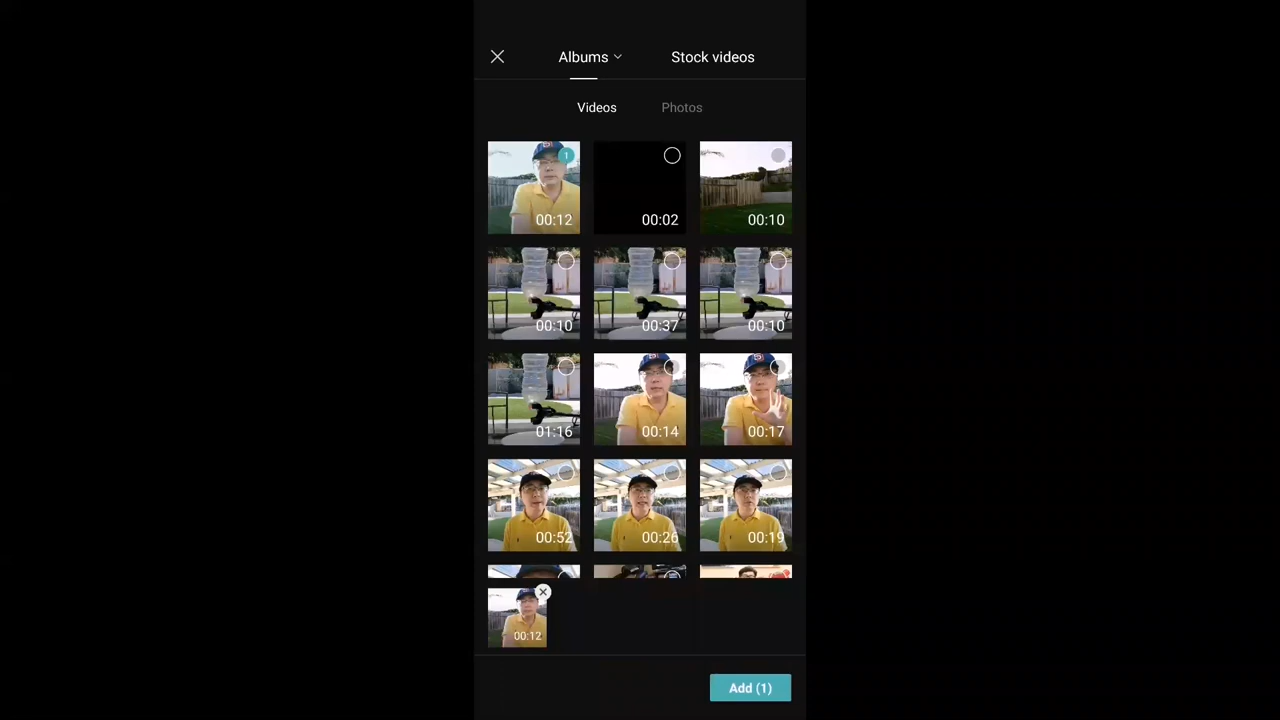 Albums Stock videos
Videos Photos
1
00:12 00:02 00:10
00:10 00:37 00:10
01:16 00:14 00:17
00:52 00:26 00:19
00:12
Add (1)